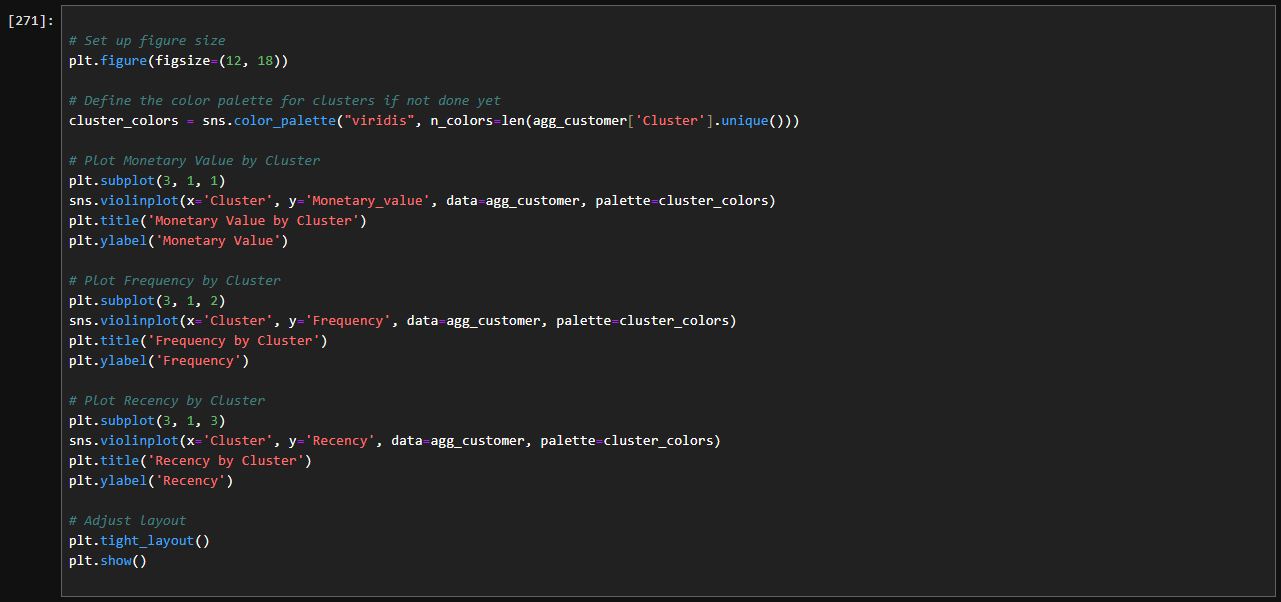 [271]:
# Set up figure size
plt.figure(figsize=(12, 18))
# Define the color palette for clusters if not done yet
cluster_colors = sns.color_palette("viridis", n_colors=len(agg_customer['Cluster'].unique()))
# Plot Monetary Value by Cluster
plt.subplot(3, 1, 1)
sns.violinplot(x='Cluster', y='Monetary_value', data=agg_customer, palette=cluster_colors)
plt.title('Monetary Value by Cluster')
plt.ylabel('Monetary Value')
# Plot Frequency by Cluster
plt.subplot(3, 1, 2)
sns.violinplot(x='Cluster', y='Frequency', data=agg_customer, palette=cluster_colors)
plt.title('Frequency by Cluster')
plt.ylabel('Frequency')
# Plot Recency by Cluster
plt.subplot(3, 1, 3)
sns.violinplot(x='Cluster', y='Recency', data=agg_customer, palette=cluster_colors)
plt.title('Recency by Cluster')
plt.ylabel('Recency')
# Adjust layout
plt.tight_layout()
plt.show()